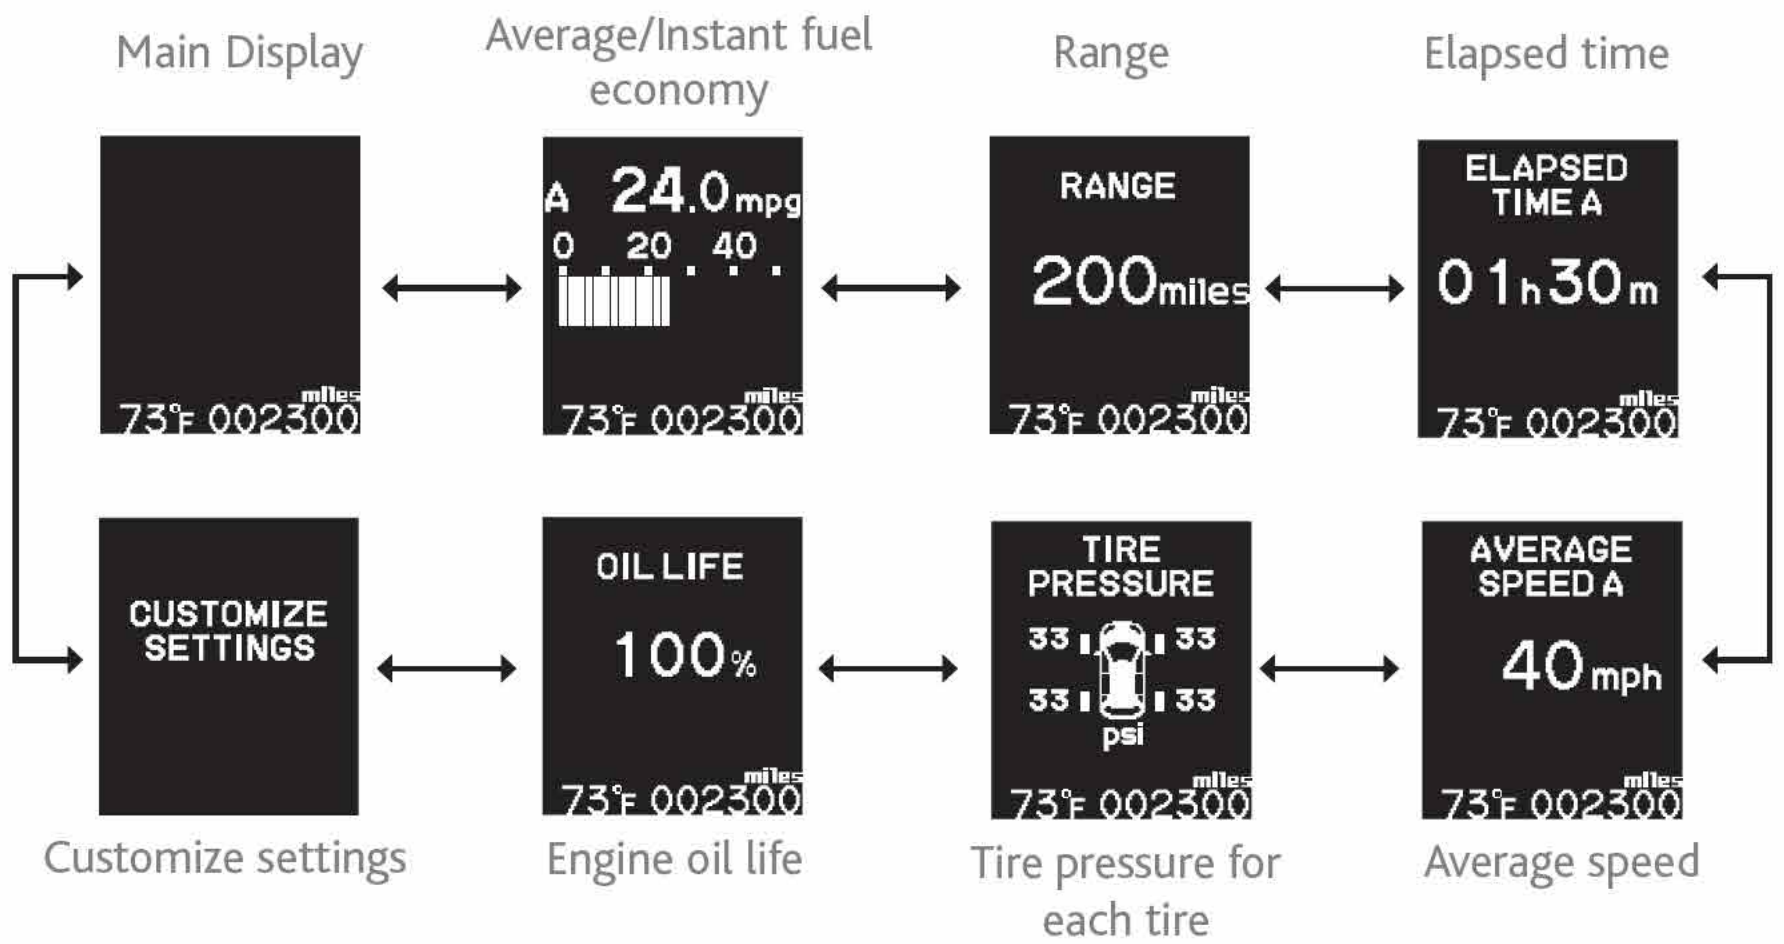 Main Display
Average/Instant fuel
economy
Range
Elapsed time
miles
73°F 002300
A 24.0 mpg
0 20 40
miles
73°F 002300
RANGE
200 miles
miles
73°F 002300
ELAPSED
TIME A
01h30m
miles
73°F 002300
CUSTOMIZE
SETTINGS
OIL LIFE
100%
miles
73°F 002300
TIRE
PRESSURE
33 33
33 33
psi
miles
73°F 002300
AVERAGE
SPEED A
40 mph
miles
73°F 002300
Customize settings
Engine oil life
Tire pressure for
each tire
Average speed